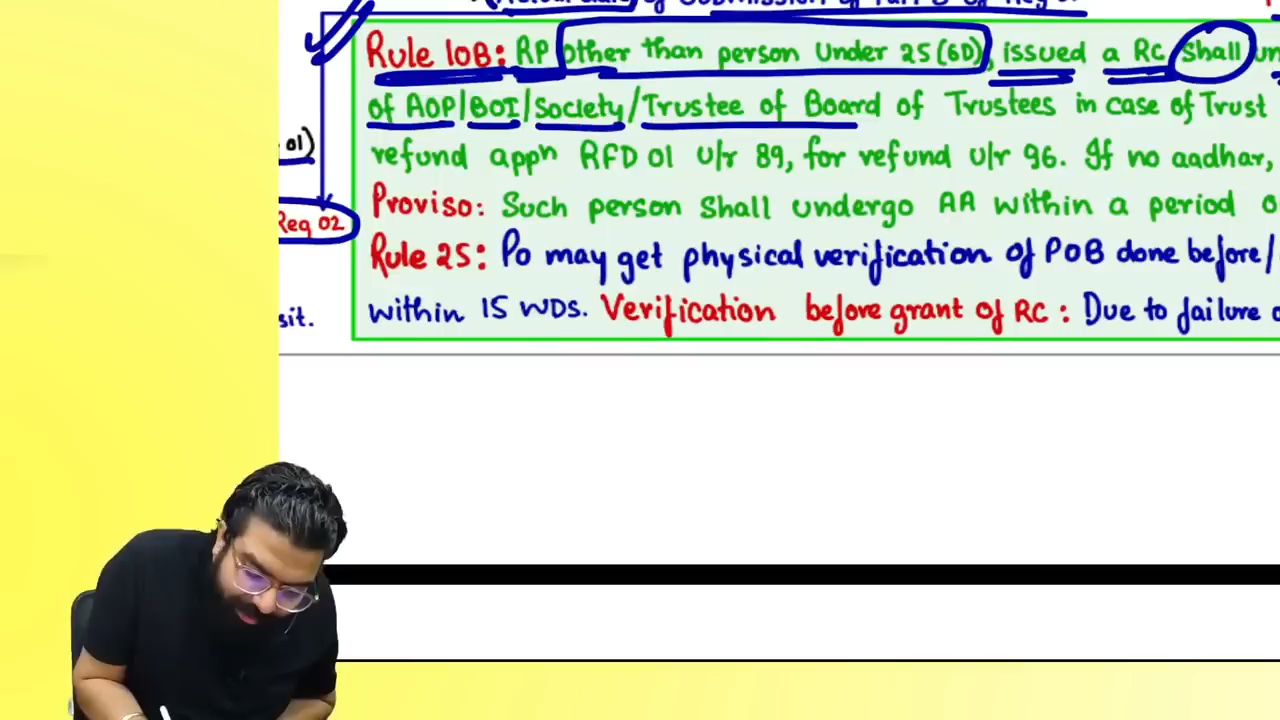 Rule 10B: RP other than person under 25(6D), issued a RC Shall un
of AOP/BOI/Society/Trustee of Board of Trustees in case of Trust
01)
refund appn RFD 01 u/r 89, for refund u/r 96. If no aadhar,
Proviso: Such person shall undergo AA within a period o
Reg 02
Rule 25: Po may get physical verification of POB done before/
within 15 WDs. Verification before grant of RC: Due to failure o
sit.